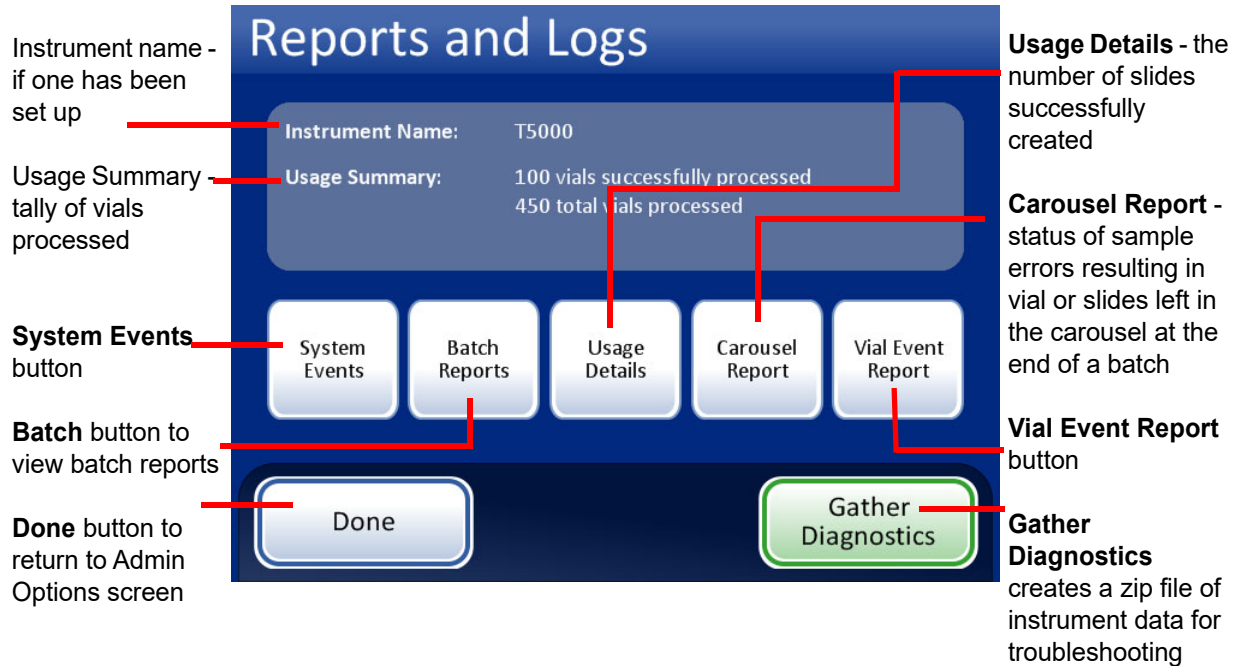 Instrument name -
if one has been
set up
Usage Summary -
tally of vials
processed
System Events
button
Batch button to
view batch reports
Done button to
return to Admin
Options screen
Reports and Logs
Instrument Name: T5000
Usage Summary: 100 vials successfully processed
450 total vials processed
System
Events
Batch
Reports
Usage
Details
Carousel
Report
Vial Event
Report
Done
Gather
Diagnostics
Usage Details - the
number of slides
successfully
created
Carousel Report -
status of sample
errors resulting in
vial or slides left in
the carousel at the
end of a batch
Vial Event Report
button
Gather
Diagnostics
creates a zip file of
instrument data for
troubleshooting